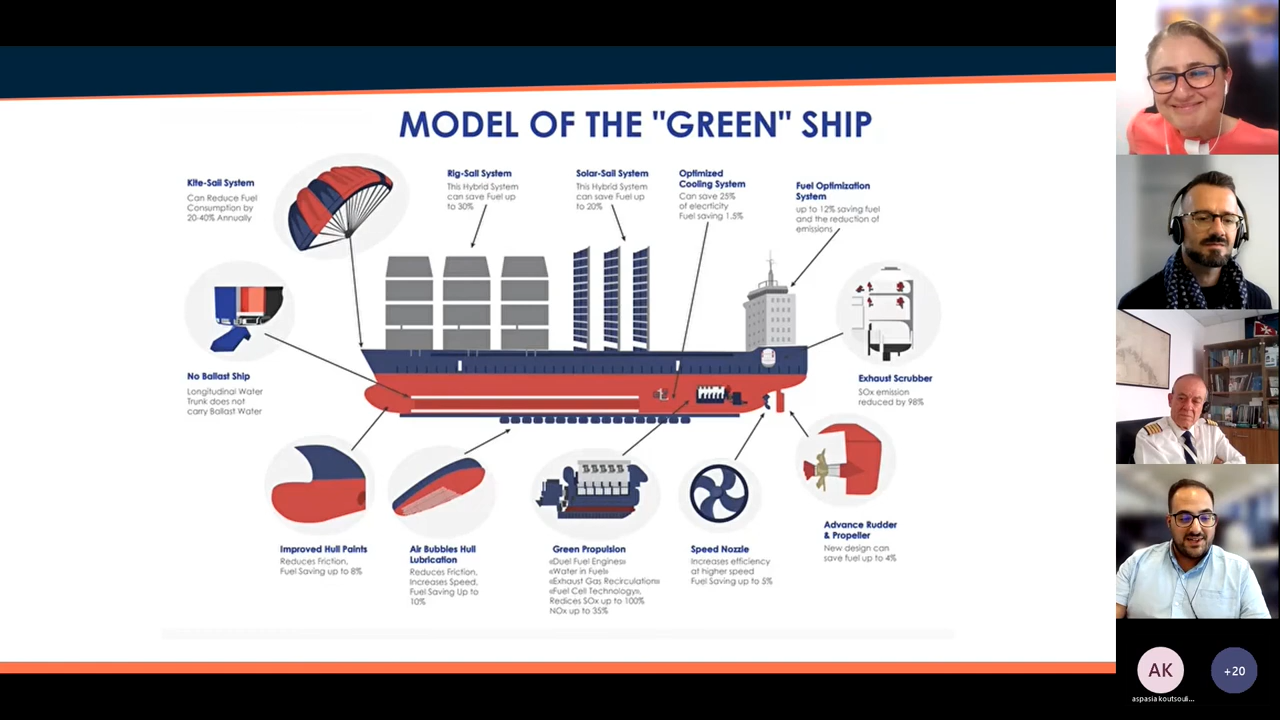 MODEL OF THE "GREEN" SHIP
Kite-Sail System
Can Reduce Fuel
Consumption by
20-40% Annually
Rig-Sail System
This Hybrid System
can save Fuel up
to 30%
Solar-Sail System
This Hybrid System
can save Fuel up
to 20%
Optimized
Cooling System
Can save 25%
of elecrticity
Fuel saving 1.5%
Fuel Optimization
System
up to 12% saving fuel
and the reduction of
emissions
No Ballast Ship
Longitudinal Water
Trunk does not
carry Ballast Water
Exhaust Scrubber
SOx emission
reduced by 98%
Improved Hull Paints
Reduces Friction,
Fuel Saving up to 8%
Air Bubbles Hull
Lubrication
Reduces Friction,
Increases Speed,
Fuel Saving Up to
10%
Green Propulsion
«Duel Fuel Engines»
«Water in Fuel»
«Exhaust Gas Recirculation»
«Fuel Cell Technology»,
Redices SOx up to 100%
NOx up to 35%
Speed Nozzle
Increases efficiency
at higher speed
Fuel Saving up to 5%
Advance Rudder
& Propeller
New design can
save fuel up to 4%
AK
+20
aspasia koutsouli...